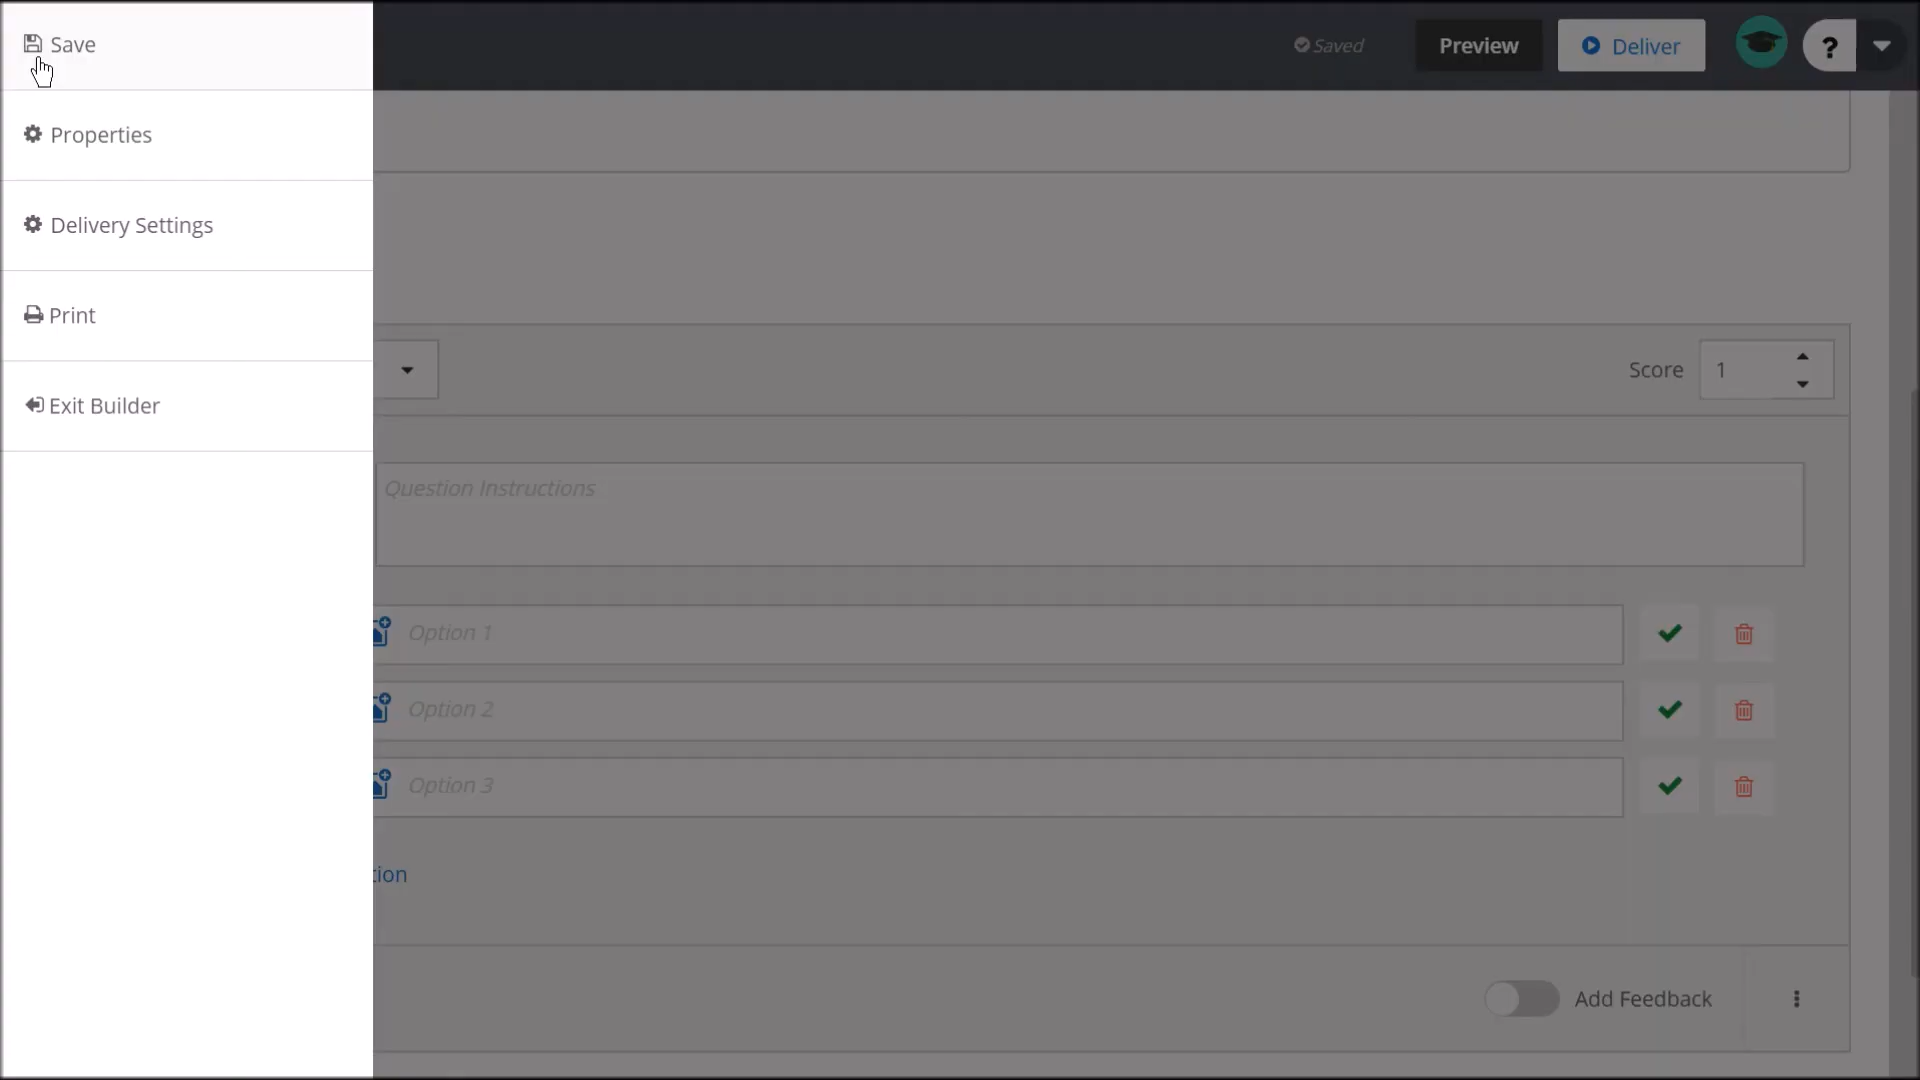 Save
Saved
Preview
Deliver
?
Properties
Delivery Settings
Print
Score
1
Exit Builder
Question Instructions
Option 1
Option 2
Option 3
tion
Add Feedback